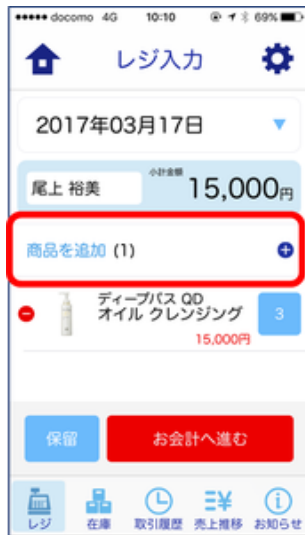 docomo 4G 10:10 69%
レジ入力
2017年03月17日
小計金額
尾上 裕美 15,000円
商品を追加 (1)
ディープパス QD
オイル クレンジング 3
15,000円
保留 お会計へ進む
レジ 在庫 取引履歴 売上推移 お知らせ